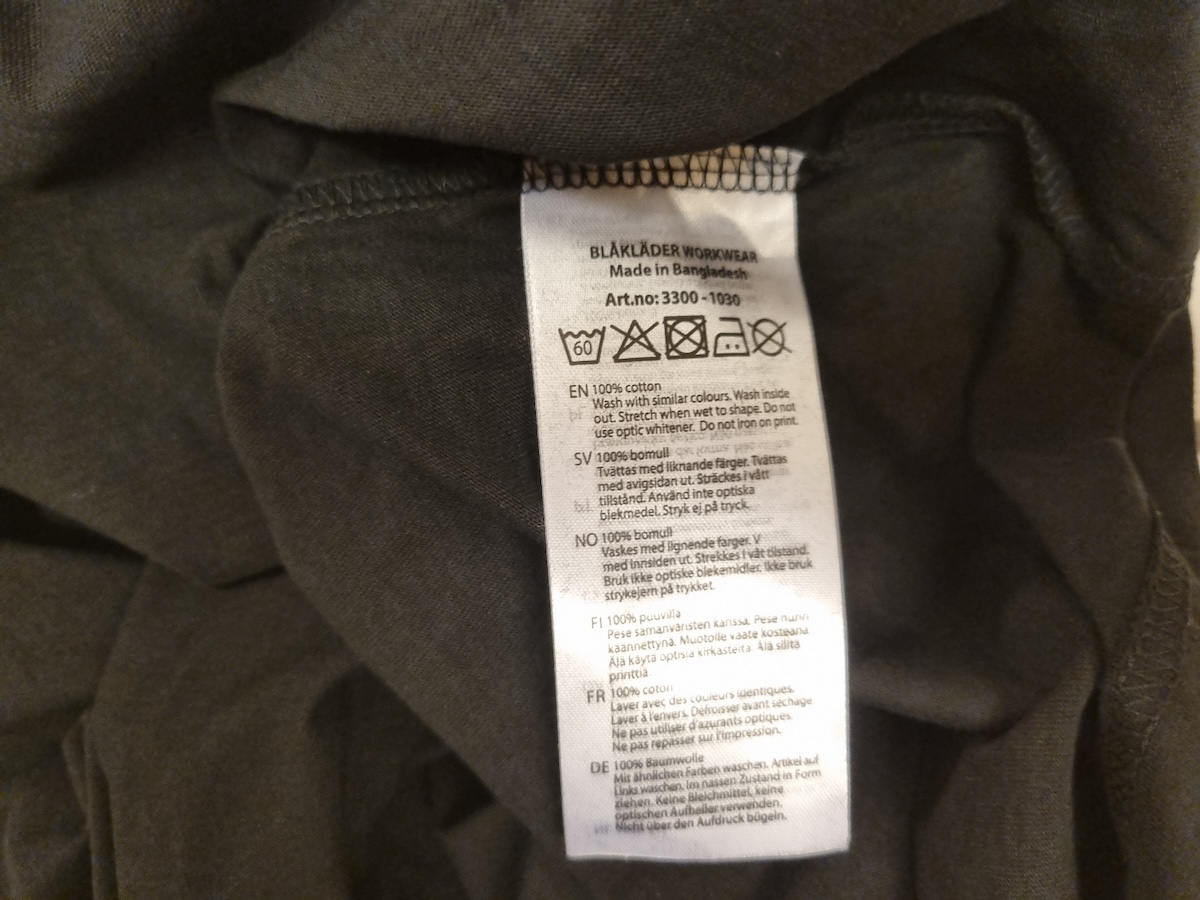 BLÅKLÄDER WORKWEAR
Made in Bangladesh
Art.no: 3300 - 1030
60
EN 100% cotton
Wash with similar colours. Wash inside
out. Stretch when wet to shape. Do not
use optic whitener. Do not iron on print.
SV 100% bomull
Tvättas med liknande färger. Tvättas
med avigsidan ut. Sträckes i vått
tillstånd. Använd inte optiska
blekmedel. Stryk ej på tryck.
NO 100% bomull
Vaskes med lignende farger. V
med innsiden ut. Strekkes i våt tilstand.
Bruk ikke optiske blekemidler. Ikke bruk
strykejern på trykket.
FI 100% puuvilla
Pese samanväristen kanssa. Pese nurin
kaannettynä. Muotoile vaate kosteana
Älä käytä optisia kirkasteita. Älä silitä
printtiä.
FR 100% coton
Laver avec des couleurs identiques.
Laver à l'envers. Défroisser avant séchage.
Ne pas utiliser d'azurants optiques.
Ne pas repasser sur l'impression.
DE 100% Baumwolle
Mit ähnlichen Farben waschen. Artikel auf
Links waschen. Im nassen Zustand in Form
ziehen. Keine Bleichmittel, keine
optischen Aufheller verwenden.
Nicht über den Aufdruck bügeln.